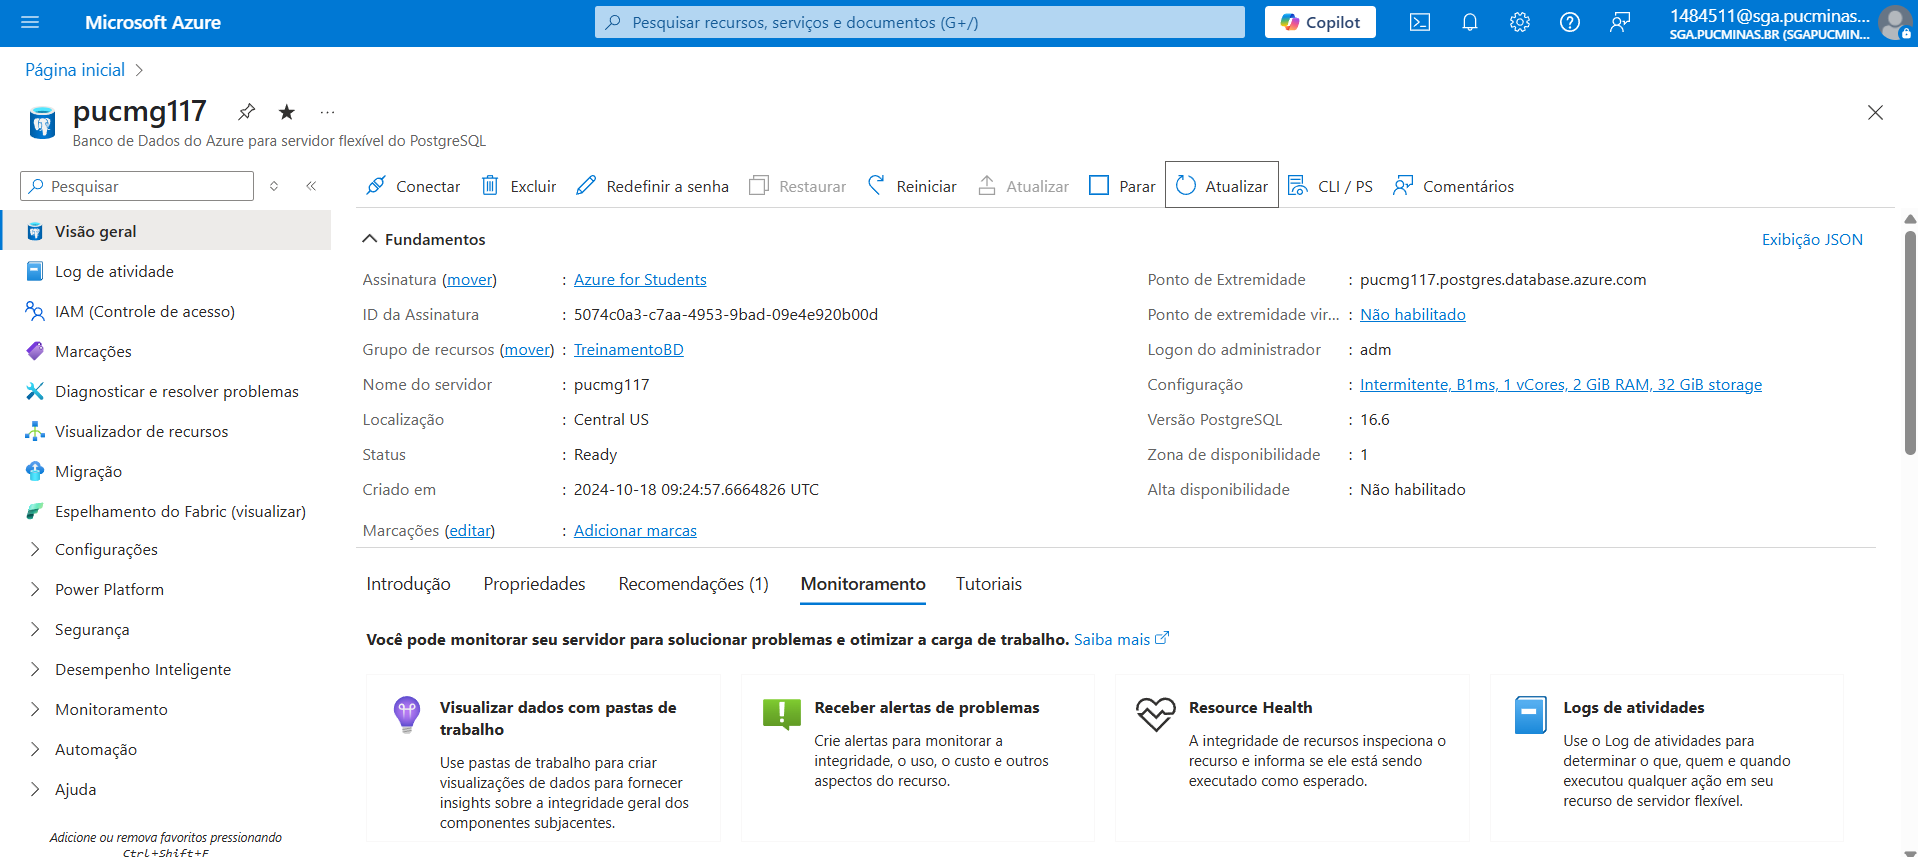 Microsoft Azure
Pesquisar recursos, serviços e documentos (G+/)
Copilot
1484511@sga.pucminas...
SGA.PUCMINAS.BR (SGAPUCMIN...
Página inicial
pucmg117
Banco de Dados do Azure para servidor flexível do PostgreSQL
Pesquisar
Conectar Excluir Redefinir a senha Restaurar Reiniciar Atualizar Parar Atualizar CLI / PS Comentários
Visão geral
Log de atividade
IAM (Controle de acesso)
Marcações
Diagnosticar e resolver problemas
Visualizador de recursos
Migração
Espelhamento do Fabric (visualizar)
Configurações
Power Platform
Segurança
Desempenho Inteligente
Monitoramento
Automação
Ajuda
Adicione ou remova favoritos pressionando
Ctrl+Shift+F
Fundamentos
Exibição JSON
Assinatura (mover) : Azure for Students
ID da Assinatura : 5074c0a3-c7aa-4953-9bad-09e4e920b00d
Grupo de recursos (mover) : TreinamentoBD
Nome do servidor : pucmg117
Localização : Central US
Status : Ready
Criado em : 2024-10-18 09:24:57.6664826 UTC
Marcações (editar) : Adicionar marcas
Ponto de Extremidade : pucmg117.postgres.database.azure.com
Ponto de extremidade vir... : Não habilitado
Logon do administrador : adm
Configuração : Intermitente, B1ms, 1 vCores, 2 GiB RAM, 32 GiB storage
Versão PostgreSQL : 16.6
Zona de disponibilidade : 1
Alta disponibilidade : Não habilitado
Introdução Propriedades Recomendações (1) Monitoramento Tutoriais
Você pode monitorar seu servidor para solucionar problemas e otimizar a carga de trabalho. Saiba mais
Visualizar dados com pastas de
trabalho
Use pastas de trabalho para criar
visualizações de dados para fornecer
insights sobre a integridade geral dos
componentes subjacentes.
Receber alertas de problemas
Crie alertas para monitorar a
integridade, o uso, o custo e outros
aspectos do recurso.
Resource Health
A integridade de recursos inspeciona o
recurso e informa se ele está sendo
executado como esperado.
Logs de atividades
Use o Log de atividades para
determinar o que, quem e quando
executou qualquer ação em seu
recurso de servidor flexível.